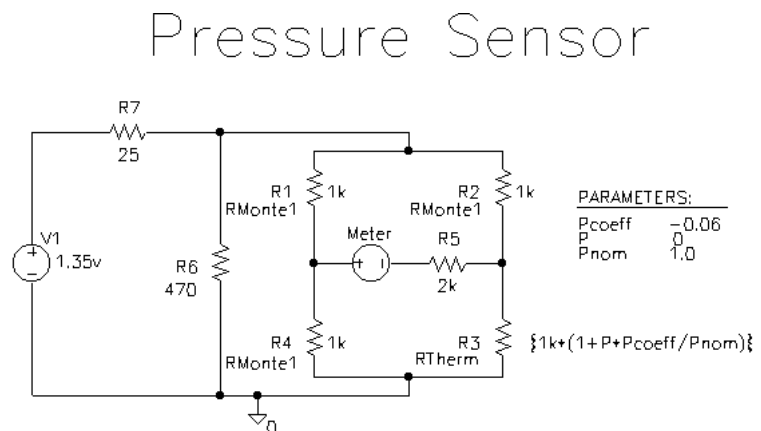 Pressure Sensor
R7
25
R1
1k
RMonte1
R2
1k
RMonte1
PARAMETERS:
Pcoeff -0.06
P 0
Pnom 1.0
V1
+
-
1.35v
R6
470
Meter
+ -
R5
2k
R4
1k
RMonte1
R3
RTherm
{1k*(1+P*Pcoeff/Pnom)}
0